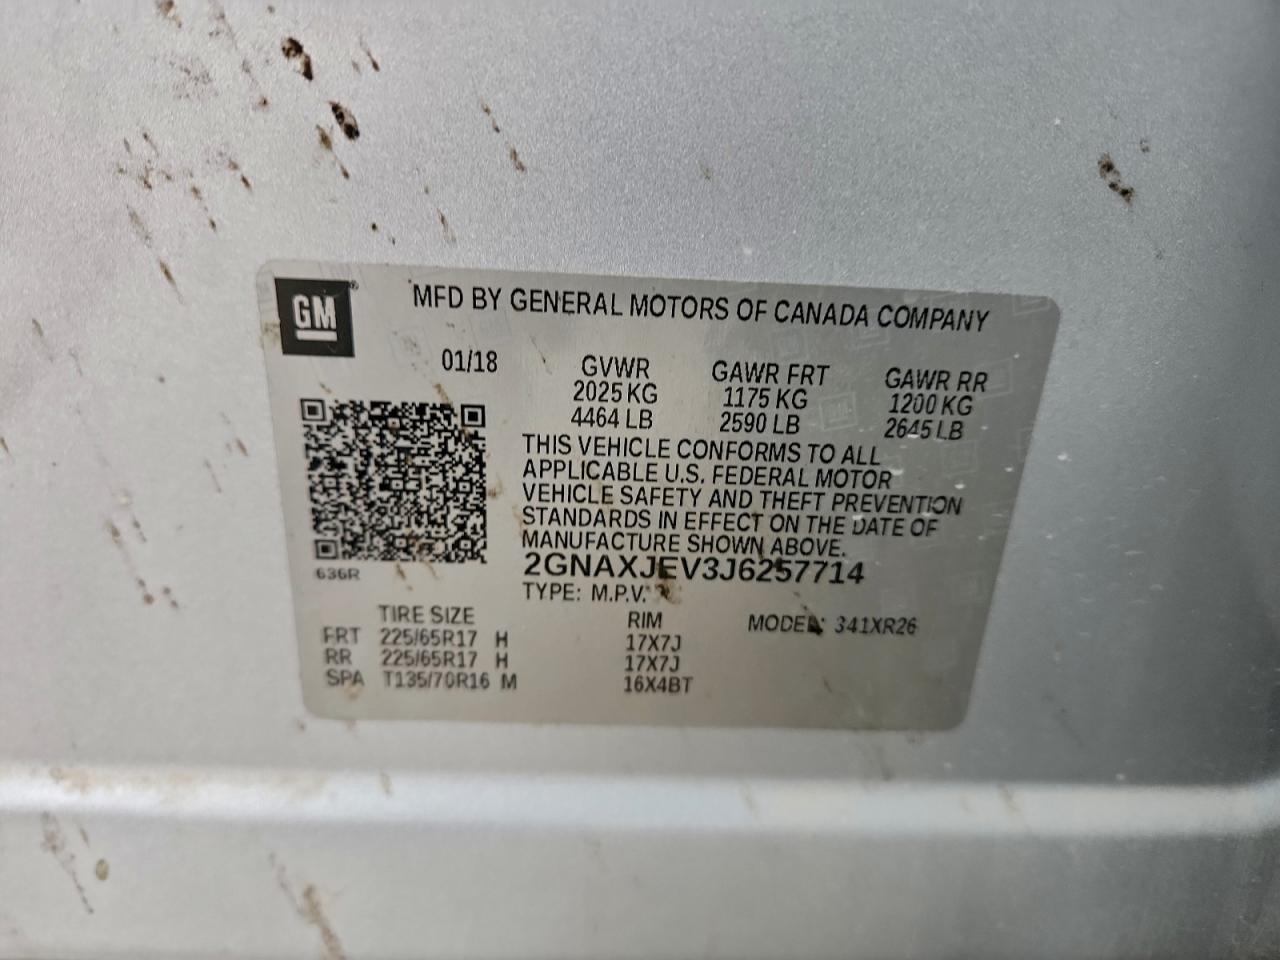 GM®
MFD BY GENERAL MOTORS OF CANADA COMPANY
01/18
GVWR
2025 KG
4464 LB
GAWR FRT
1175 KG
2590 LB
GAWR RR
1200 KG
2645 LB
THIS VEHICLE CONFORMS TO ALL
APPLICABLE U.S. FEDERAL MOTOR
VEHICLE SAFETY AND THEFT PREVENTION
STANDARDS IN EFFECT ON THE DATE OF
MANUFACTURE SHOWN ABOVE.
2GNAXJEV3J6257714
636R
TYPE: M.P.V.
TIRE SIZE RIM MODEL: 341XR26
FRT 225/65R17 H 17X7J
RR 225/65R17 H 17X7J
SPA T135/70R16 M 16X4BT